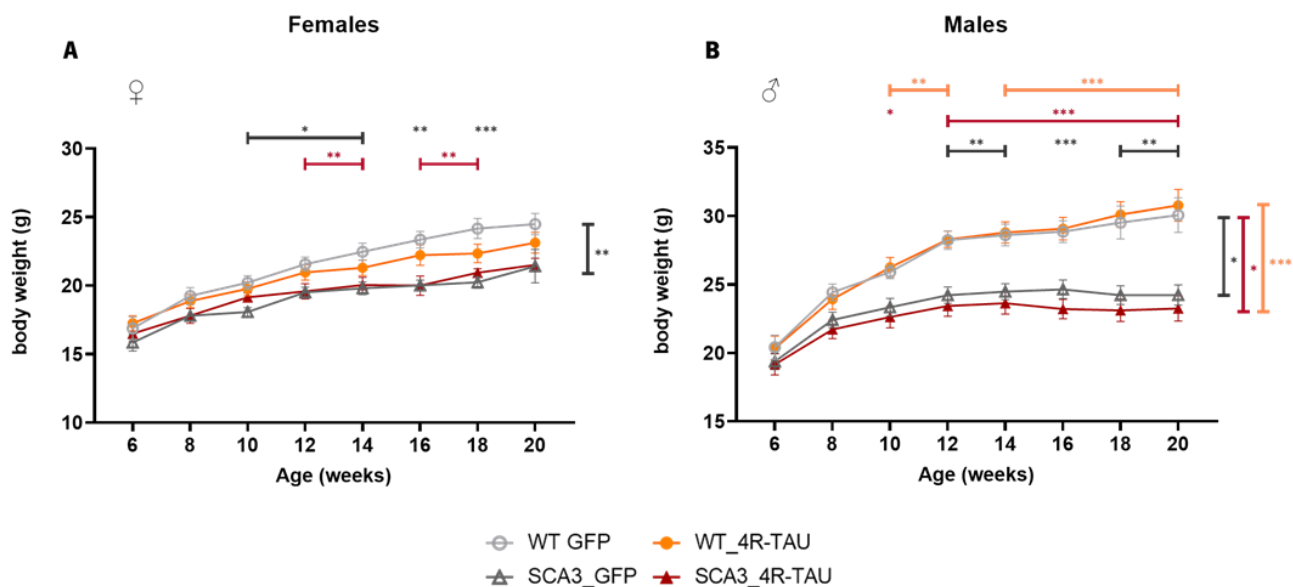 Females
A
♀
* ** ***
** **
30
25
20
15
10
body weight (g)
**
6 8 10 12 14 16 18 20
Age (weeks)
Males
B
♂
** ***
* ***
** *** **
35
30
25
20
15
body weight (g)
* * ***
6 8 10 12 14 16 18 20
Age (weeks)
WT GFP WT_4R-TAU
SCA3_GFP SCA3_4R-TAU